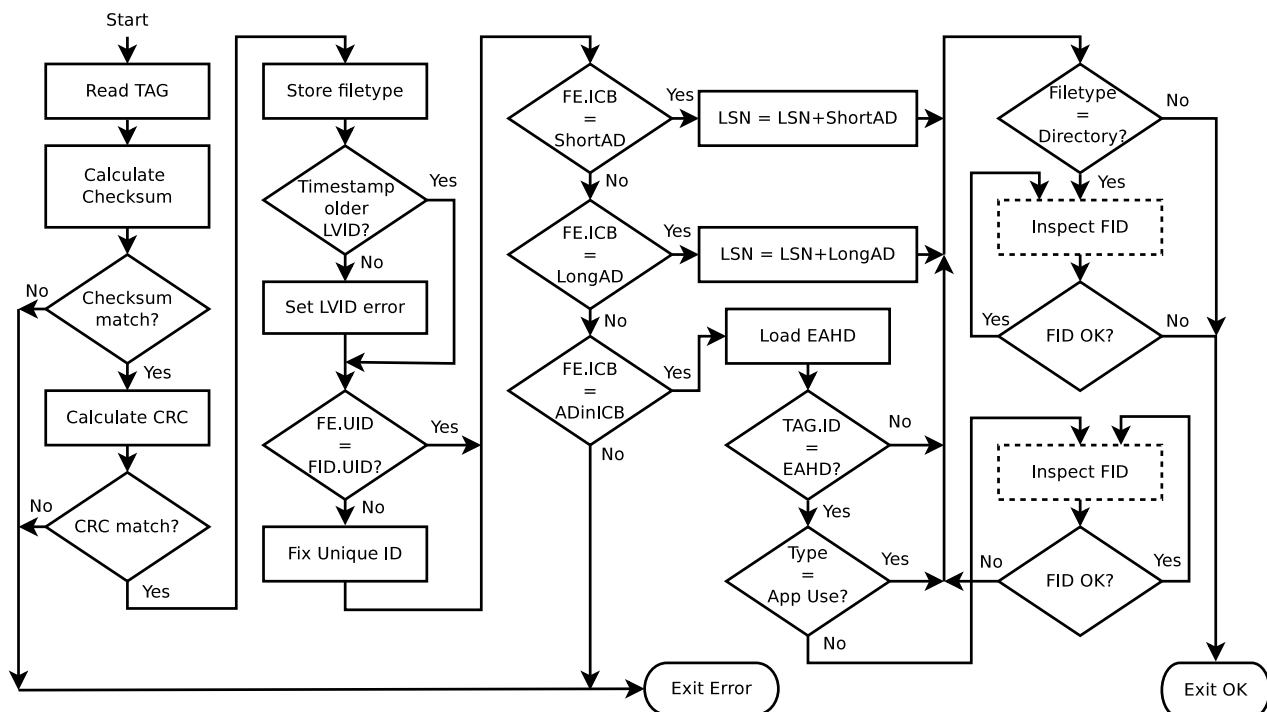 Start
Read TAG
Calculate
Checksum
No
Checksum
match?
Yes
Calculate CRC
No
CRC match?
Yes
Store filetype
Timestamp
older
LVID?
Yes
No
Set LVID error
FE.UID
=
FID.UID?
Yes
No
Fix Unique ID
FE.ICB
=
ShortAD
Yes
LSN = LSN+ShortAD
No
FE.ICB
=
LongAD
Yes
LSN = LSN+LongAD
No
FE.ICB
=
ADinICB
Yes
No
Load EAHD
TAG.ID
=
EAHD?
No
Yes
Type
=
App Use?
Yes
No
Filetype
=
Directory?
No
Yes
Inspect FID
Yes
FID OK?
No
Inspect FID
No
FID OK?
Yes
Exit Error
Exit OK